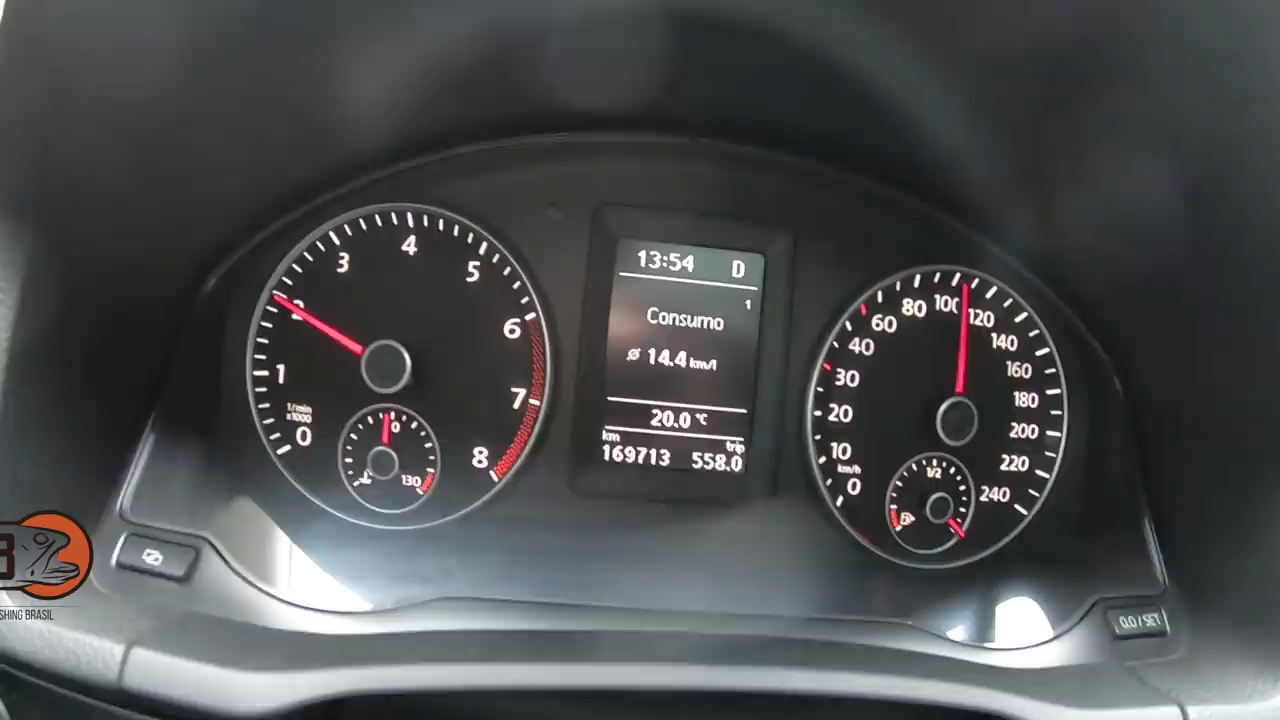 0
1
2
3
4
5
6
7
8
1/min
x1000
130
13:54 D
1
Consumo
ø 14.4 km/l
20.0 °C
km trip
169713 558.0
0
10
20
30
40
60
80
100
120
140
160
180
200
220
240
km/h
1/2
0.0 / SET
SHING BRASIL